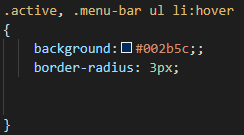 .active, .menu-bar ul li:hover
{
background:#002b5c;;
border-radius: 3px;
}